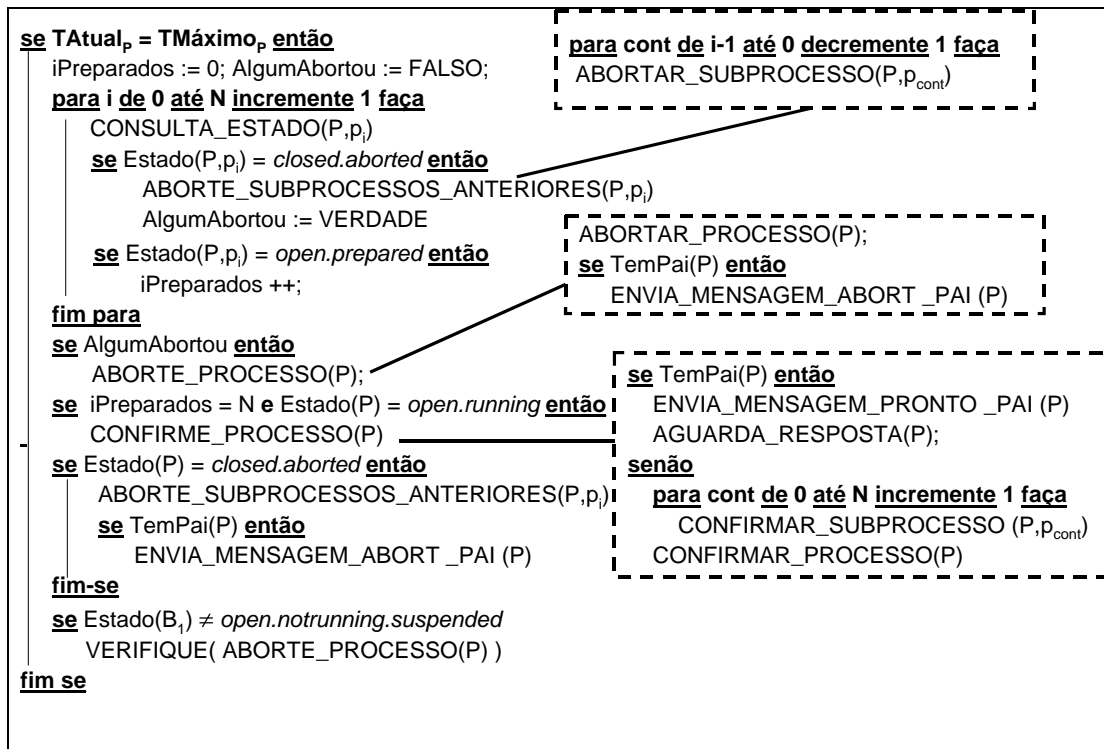 se TAtualP = TMáximoP então
iPreparados := 0; AlgumAbortou := FALSO;
para i de 0 até N incremente 1 faça
CONSULTA_ESTADO(P,pi)
se Estado(P,pi) = closed.aborted então
ABORTE_SUBPROCESSOS_ANTERIORES(P,pi)
AlgumAbortou := VERDADE
se Estado(P,pi) = open.prepared então
iPreparados ++;
fim para
se AlgumAbortou então
ABORTE_PROCESSO(P);
se iPreparados = N e Estado(P) = open.running então
CONFIRME_PROCESSO(P)
se Estado(P) = closed.aborted então
ABORTE_SUBPROCESSOS_ANTERIORES(P,pi)
se TemPai(P) então
ENVIA_MENSAGEM_ABORT _PAI (P)
fim-se
se Estado(B1) ≠ open.notrunning.suspended
VERIFIQUE( ABORTE_PROCESSO(P) )
fim se
para cont de i-1 até 0 decremente 1 faça
ABORTAR_SUBPROCESSO(P,pcont)
ABORTAR_PROCESSO(P);
se TemPai(P) então
ENVIA_MENSAGEM_ABORT _PAI (P)
se TemPai(P) então
ENVIA_MENSAGEM_PRONTO _PAI (P)
AGUARDA_RESPOSTA(P);
senão
para cont de 0 até N incremente 1 faça
CONFIRMAR_SUBPROCESSO (P,pcont)
CONFIRMAR_PROCESSO(P)